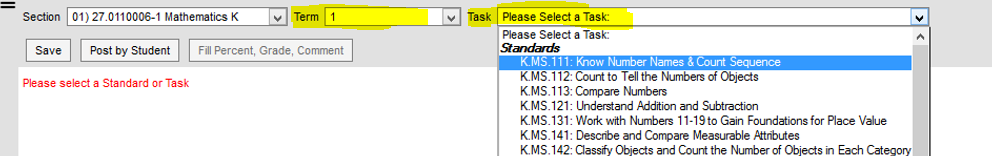 Section 01) 27.0110006-1 Mathematics K Term 1 Task Please Select a Task:
Save Post by Student Fill Percent, Grade, Comment
Please select a Standard or Task
Please Select a Task:
Standards
K.MS.111: Know Number Names & Count Sequence
K.MS.112: Count to Tell the Numbers of Objects
K.MS.113: Compare Numbers
K.MS.121: Understand Addition and Subtraction
K.MS.131: Work with Numbers 11-19 to Gain Foundations for Place Value
K.MS.141: Describe and Compare Measurable Attributes
K.MS.142: Classify Objects and Count the Number of Objects in Each Category